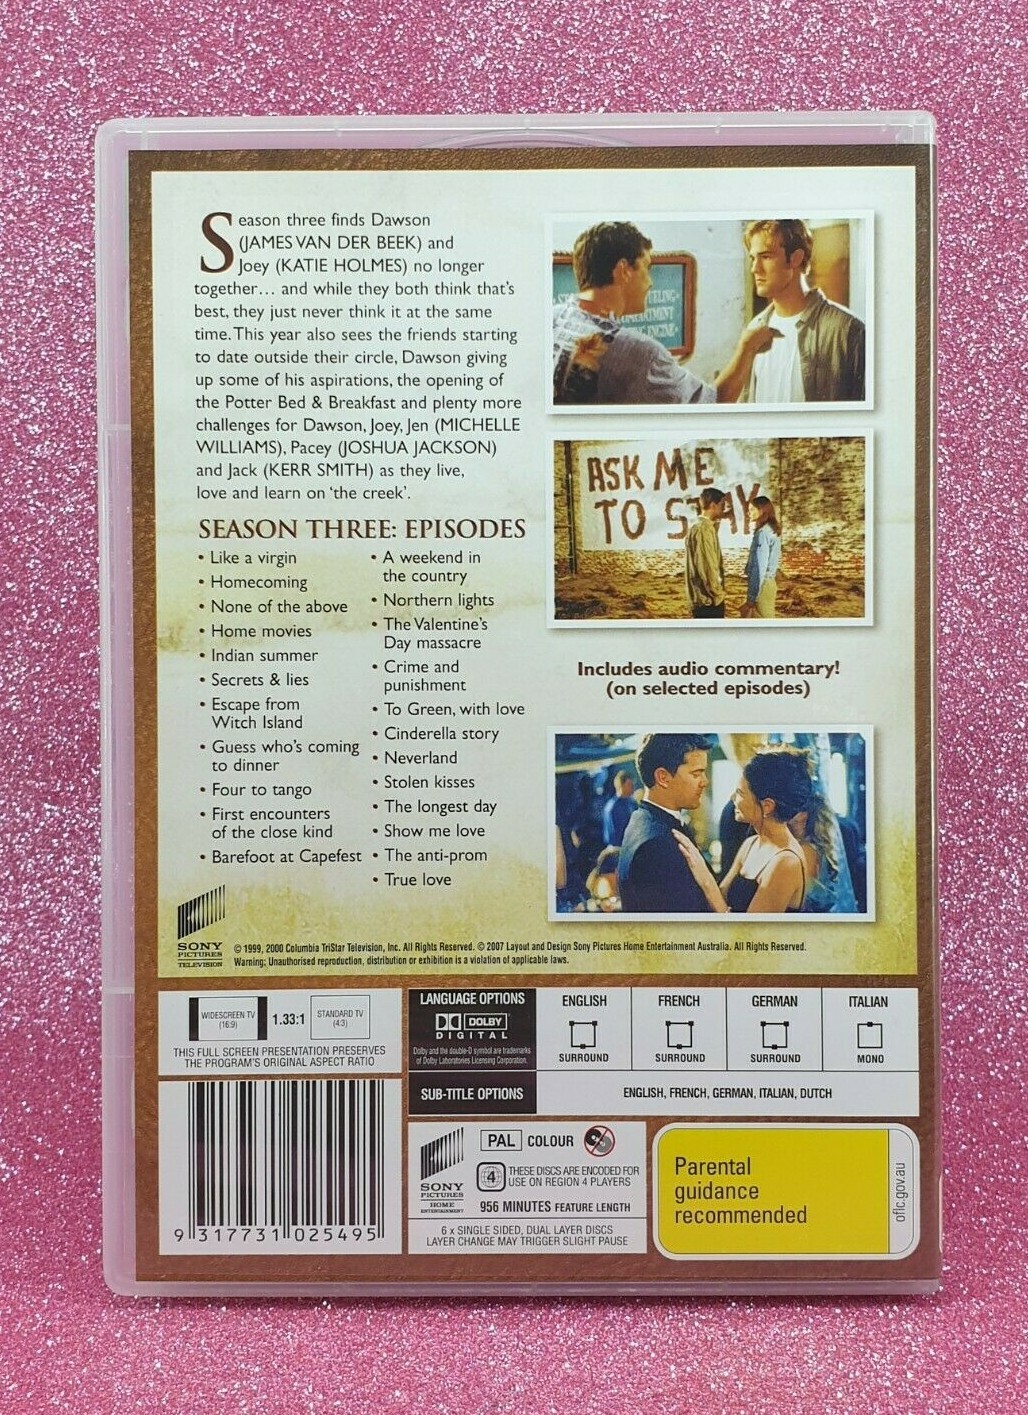 Season three finds Dawson
(JAMES VAN DER BEEK) and
Joey (KATIE HOLMES) no longer
together... and while they both think that's
best, they just never think it at the same
time. This year also sees the friends starting
to date outside their circle, Dawson giving
up some of his aspirations, the opening of
the Potter Bed & Breakfast and plenty more
challenges for Dawson, Joey, Jen (MICHELLE
WILLIAMS), Pacey (JOSHUA JACKSON)
and Jack (KERR SMITH) as they live,
love and learn on 'the creek'.
SEASON THREE: EPISODES
• Like a virgin
• Homecoming
• None of the above
• Home movies
• Indian summer
• Secrets & lies
• Escape from
Witch Island
• Guess who's coming
to dinner
• Four to tango
• First encounters
of the close kind
• Barefoot at Capefest
• A weekend in
the country
• Northern lights
• The Valentine's
Day massacre
• Crime and
punishment
• To Green, with love
• Cinderella story
• Neverland
• Stolen kisses
• The longest day
• Show me love
• The anti-prom
• True love
ASK ME
TO STAY
Includes audio commentary!
(on selected episodes)
SONY
PICTURES
TELEVISION
© 1999, 2000 Columbia TriStar Television, Inc. All Rights Reserved. © 2007 Layout and Design Sony Pictures Home Entertainment Australia. All Rights Reserved.
Warning: Unauthorised reproduction, distribution or exhibition is a violation of applicable laws.
WIDESCREEN TV
(16:9)
1.33:1
STANDARD TV
(4:3)
THIS FULL SCREEN PRESENTATION PRESERVES
THE PROGRAM'S ORIGINAL ASPECT RATIO
LANGUAGE OPTIONS
DOLBY
DIGITAL
Dolby and the double-D symbol are trademarks
of Dolby Laboratories Licensing Corporation.
ENGLISH
SURROUND
FRENCH
SURROUND
GERMAN
SURROUND
ITALIAN
MONO
SUB-TITLE OPTIONS
ENGLISH, FRENCH, GERMAN, ITALIAN, DUTCH
9 317731 025495
SONY
PICTURES
HOME
ENTERTAINMENT
PAL COLOUR
4
THESE DISCS ARE ENCODED FOR
USE ON REGION 4 PLAYERS
956 MINUTES FEATURE LENGTH
6 x SINGLE SIDED, DUAL LAYER DISCS
LAYER CHANGE MAY TRIGGER SLIGHT PAUSE
Parental
guidance
recommended
oflc.gov.au